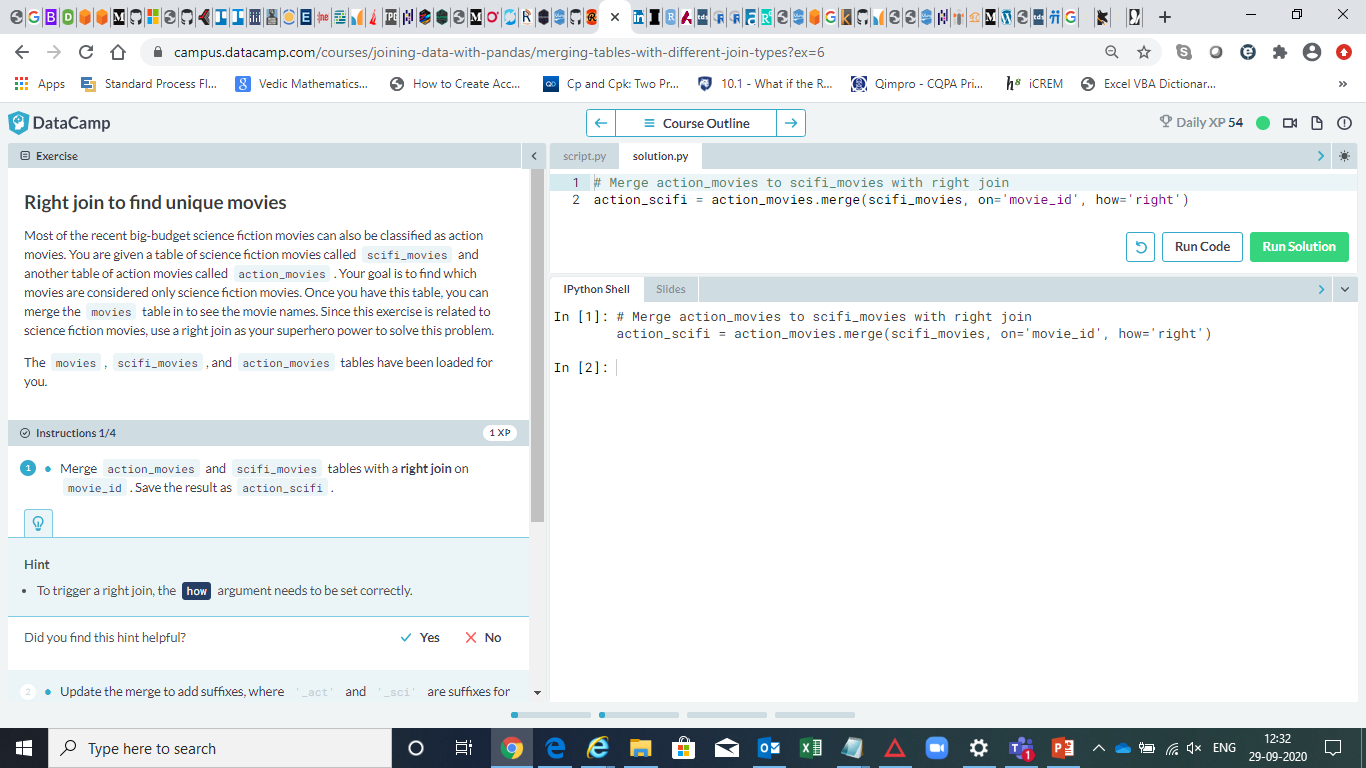 campus.datacamp.com/courses/joining-data-with-pandas/merging-tables-with-different-join-types?ex=6
Apps Standard Process Fl... Vedic Mathematics... How to Create Acc... Cp and Cpk: Two Pr... 10.1 - What if the R... Qimpro - CQPA Pri... iCREM Excel VBA Dictionar... »
DataCamp
Course Outline
Daily XP 54
Exercise
Right join to find unique movies
Most of the recent big-budget science fiction movies can also be classified as action
movies. You are given a table of science fiction movies called scifi_movies and
another table of action movies called action_movies . Your goal is to find which
movies are considered only science fiction movies. Once you have this table, you can
merge the movies table in to see the movie names. Since this exercise is related to
science fiction movies, use a right join as your superhero power to solve this problem.
The movies , scifi_movies , and action_movies tables have been loaded for
you.
Instructions 1/4
1 XP
1 • Merge action_movies and scifi_movies tables with a right join on
movie_id . Save the result as action_scifi .
Hint
• To trigger a right join, the how argument needs to be set correctly.
Did you find this hint helpful?
Yes
No
2 • Update the merge to add suffixes, where '_act' and '_sci' are suffixes for
script.py
solution.py
1 # Merge action_movies to scifi_movies with right join
2 action_scifi = action_movies.merge(scifi_movies, on='movie_id', how='right')
Run Code
Run Solution
IPython Shell
Slides
In [1]: # Merge action_movies to scifi_movies with right join
action_scifi = action_movies.merge(scifi_movies, on='movie_id', how='right')
In [2]:
Type here to search
ENG
12:32
29-09-2020